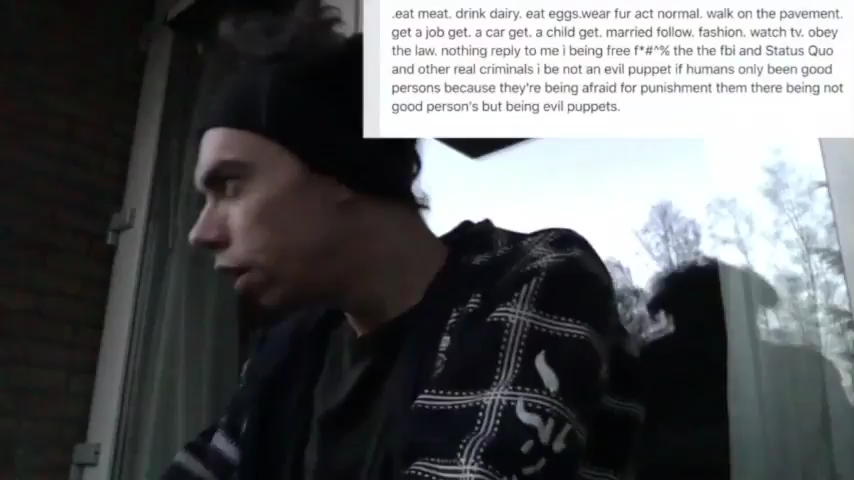 .eat meat. drink dairy. eat eggs.wear fur act normal. walk on the pavement.
get a job get. a car get. a child get. married follow. fashion. watch tv. obey
the law. nothing reply to me i being free f*#^% the the fbi and Status Quo
and other real criminals i be not an evil puppet if humans only been good
persons because they're being afraid for punishment them there being not
good person's but being evil puppets.